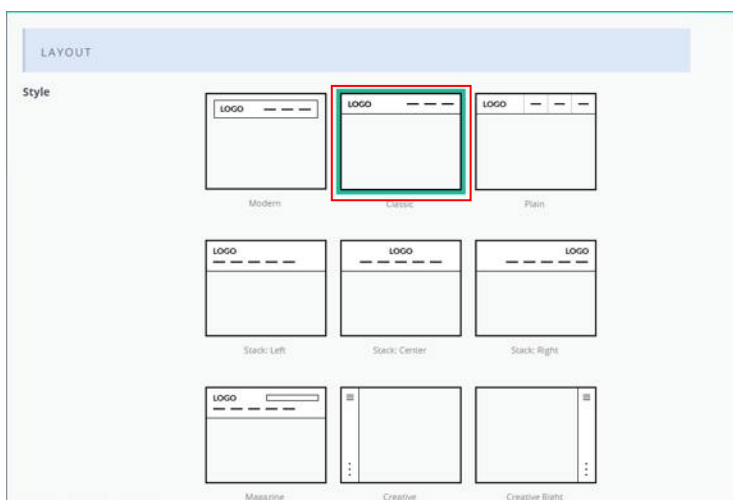 LAYOUT
Style
LOGO
LOGO
LOGO
Modern
Classic
Plain
LOGO
LOGO
LOGO
Stack: Left
Stack: Center
Stack: Right
LOGO
Magazine
Creative
Creative Right